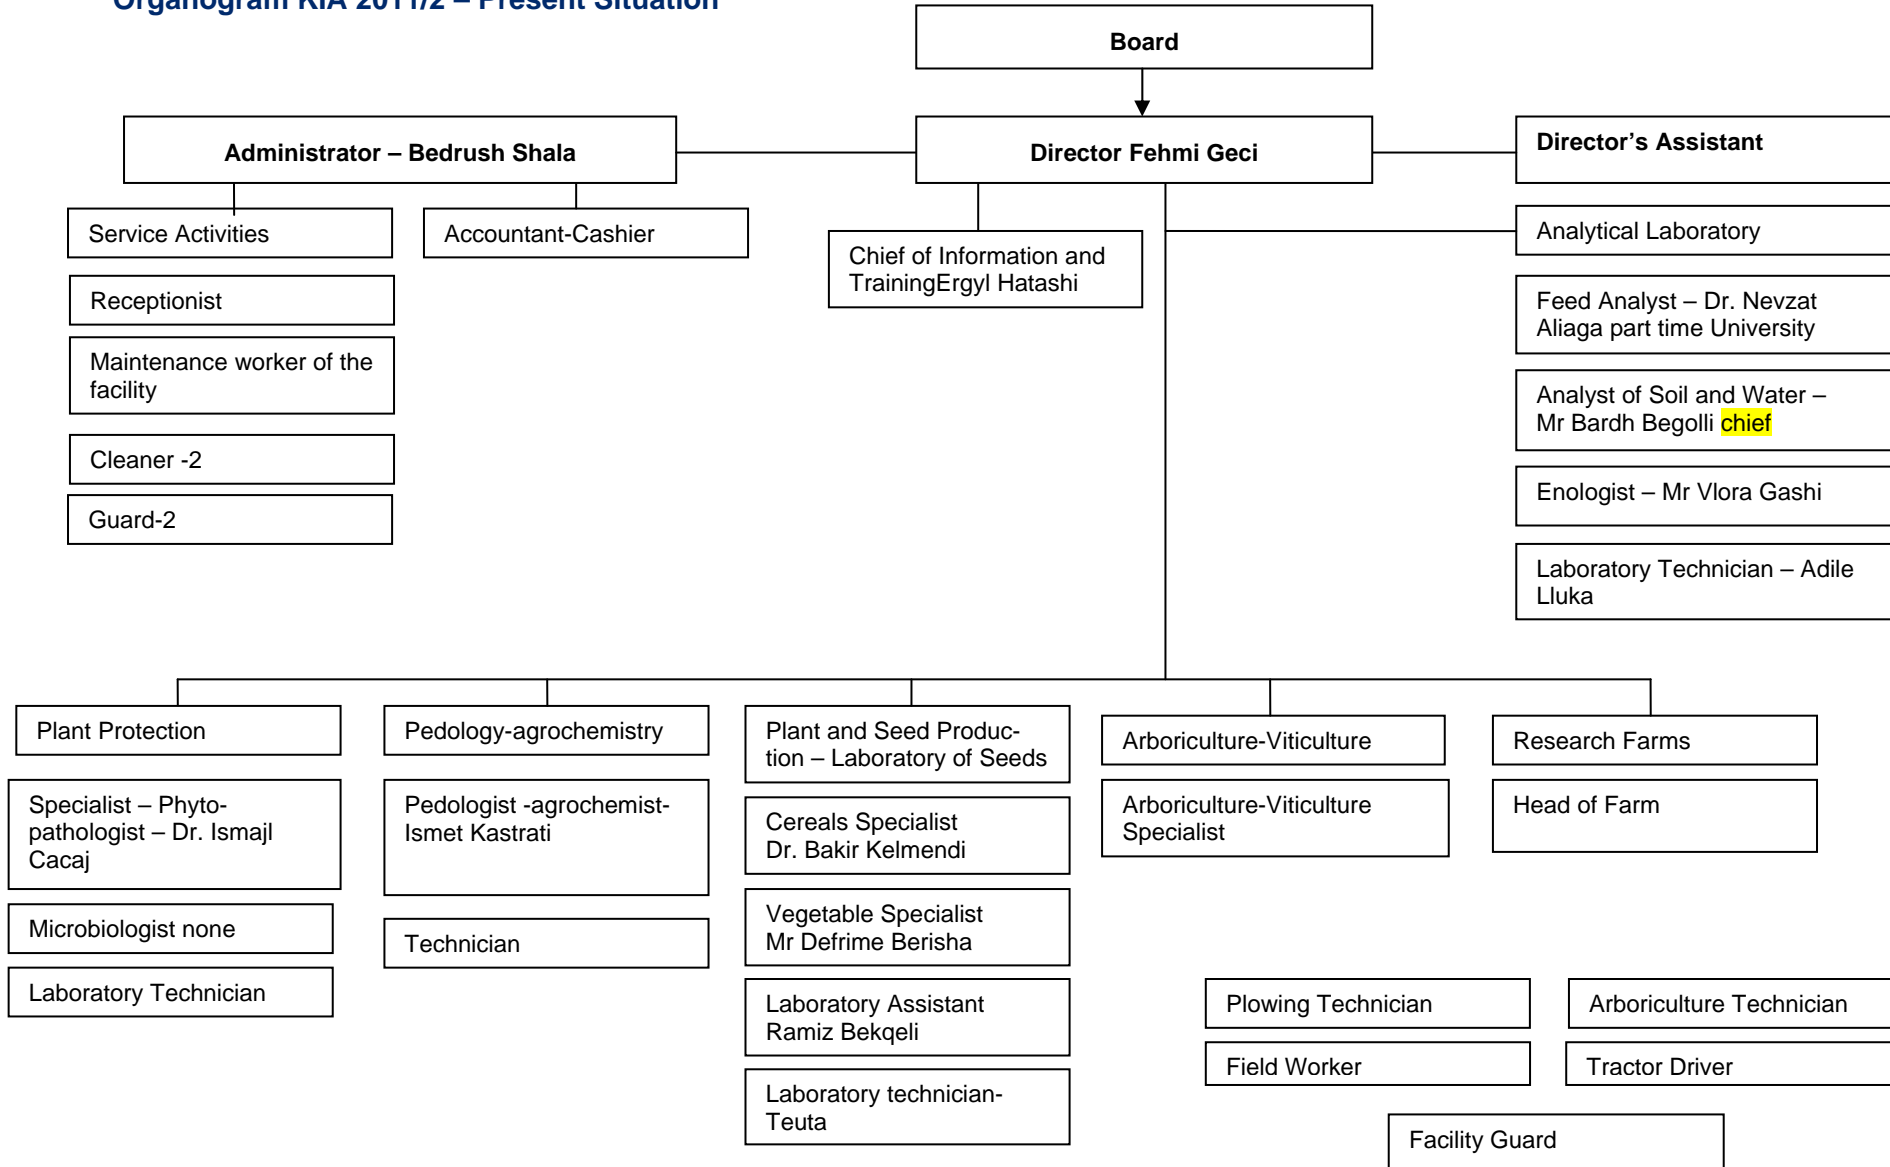 Organogram KIA 2011/2 – Present Situation
Board
Administrator – Bedrush Shala
Director Fehmi Geci
Director’s Assistant
Service Activities
Accountant-Cashier
Chief of Information and
TrainingErgyl Hatashi
Analytical Laboratory
Receptionist
Maintenance worker of the
facility
Cleaner -2
Guard-2
Feed Analyst – Dr. Nevzat
Aliaga part time University
Analyst of Soil and Water –
Mr Bardh Begolli chief
Enologist – Mr Vlora Gashi
Laboratory Technician – Adile
Lluka
Plant Protection
Specialist – Phyto-
pathologist – Dr. Ismajl
Cacaj
Microbiologist none
Laboratory Technician
Pedology-agrochemistry
Pedologist -agrochemist-
Ismet Kastrati
Technician
Plant and Seed Produc-
tion – Laboratory of Seeds
Cereals Specialist
Dr. Bakir Kelmendi
Vegetable Specialist
Mr Defrime Berisha
Laboratory Assistant
Ramiz Bekqeli
Laboratory technician-
Teuta
Arboriculture-Viticulture
Arboriculture-Viticulture
Specialist
Research Farms
Head of Farm
Plowing Technician
Arboriculture Technician
Field Worker
Tractor Driver
Facility Guard